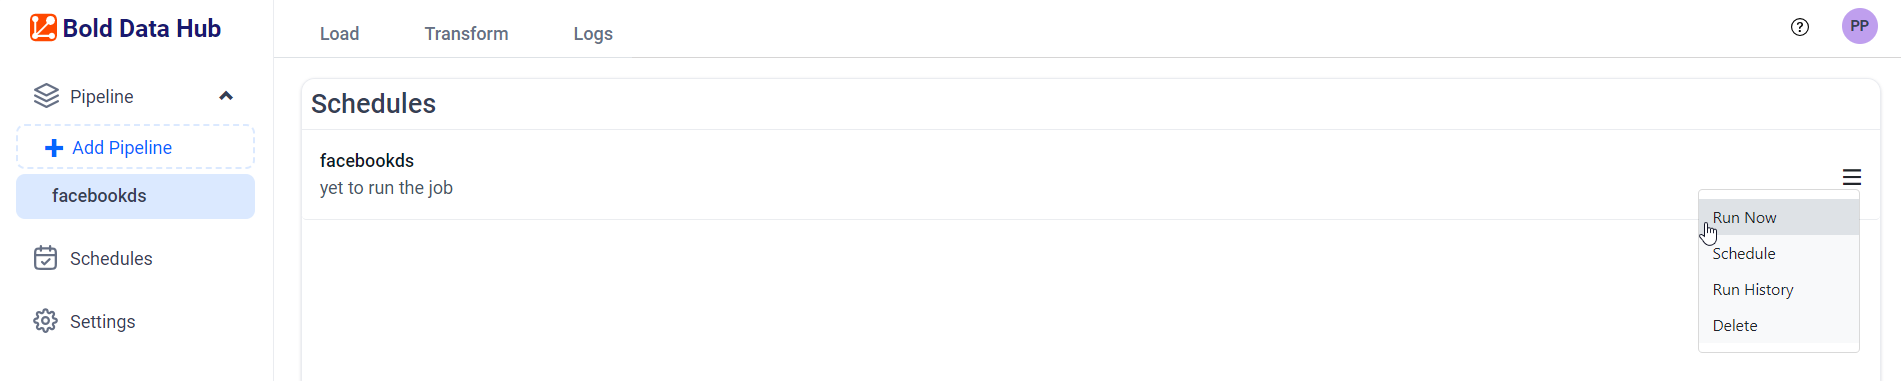 Bold Data Hub
Load Transform Logs
PP
Pipeline
Add Pipeline
facebookds
Schedules
Settings
Schedules
facebookds
yet to run the job
Run Now
Schedule
Run History
Delete